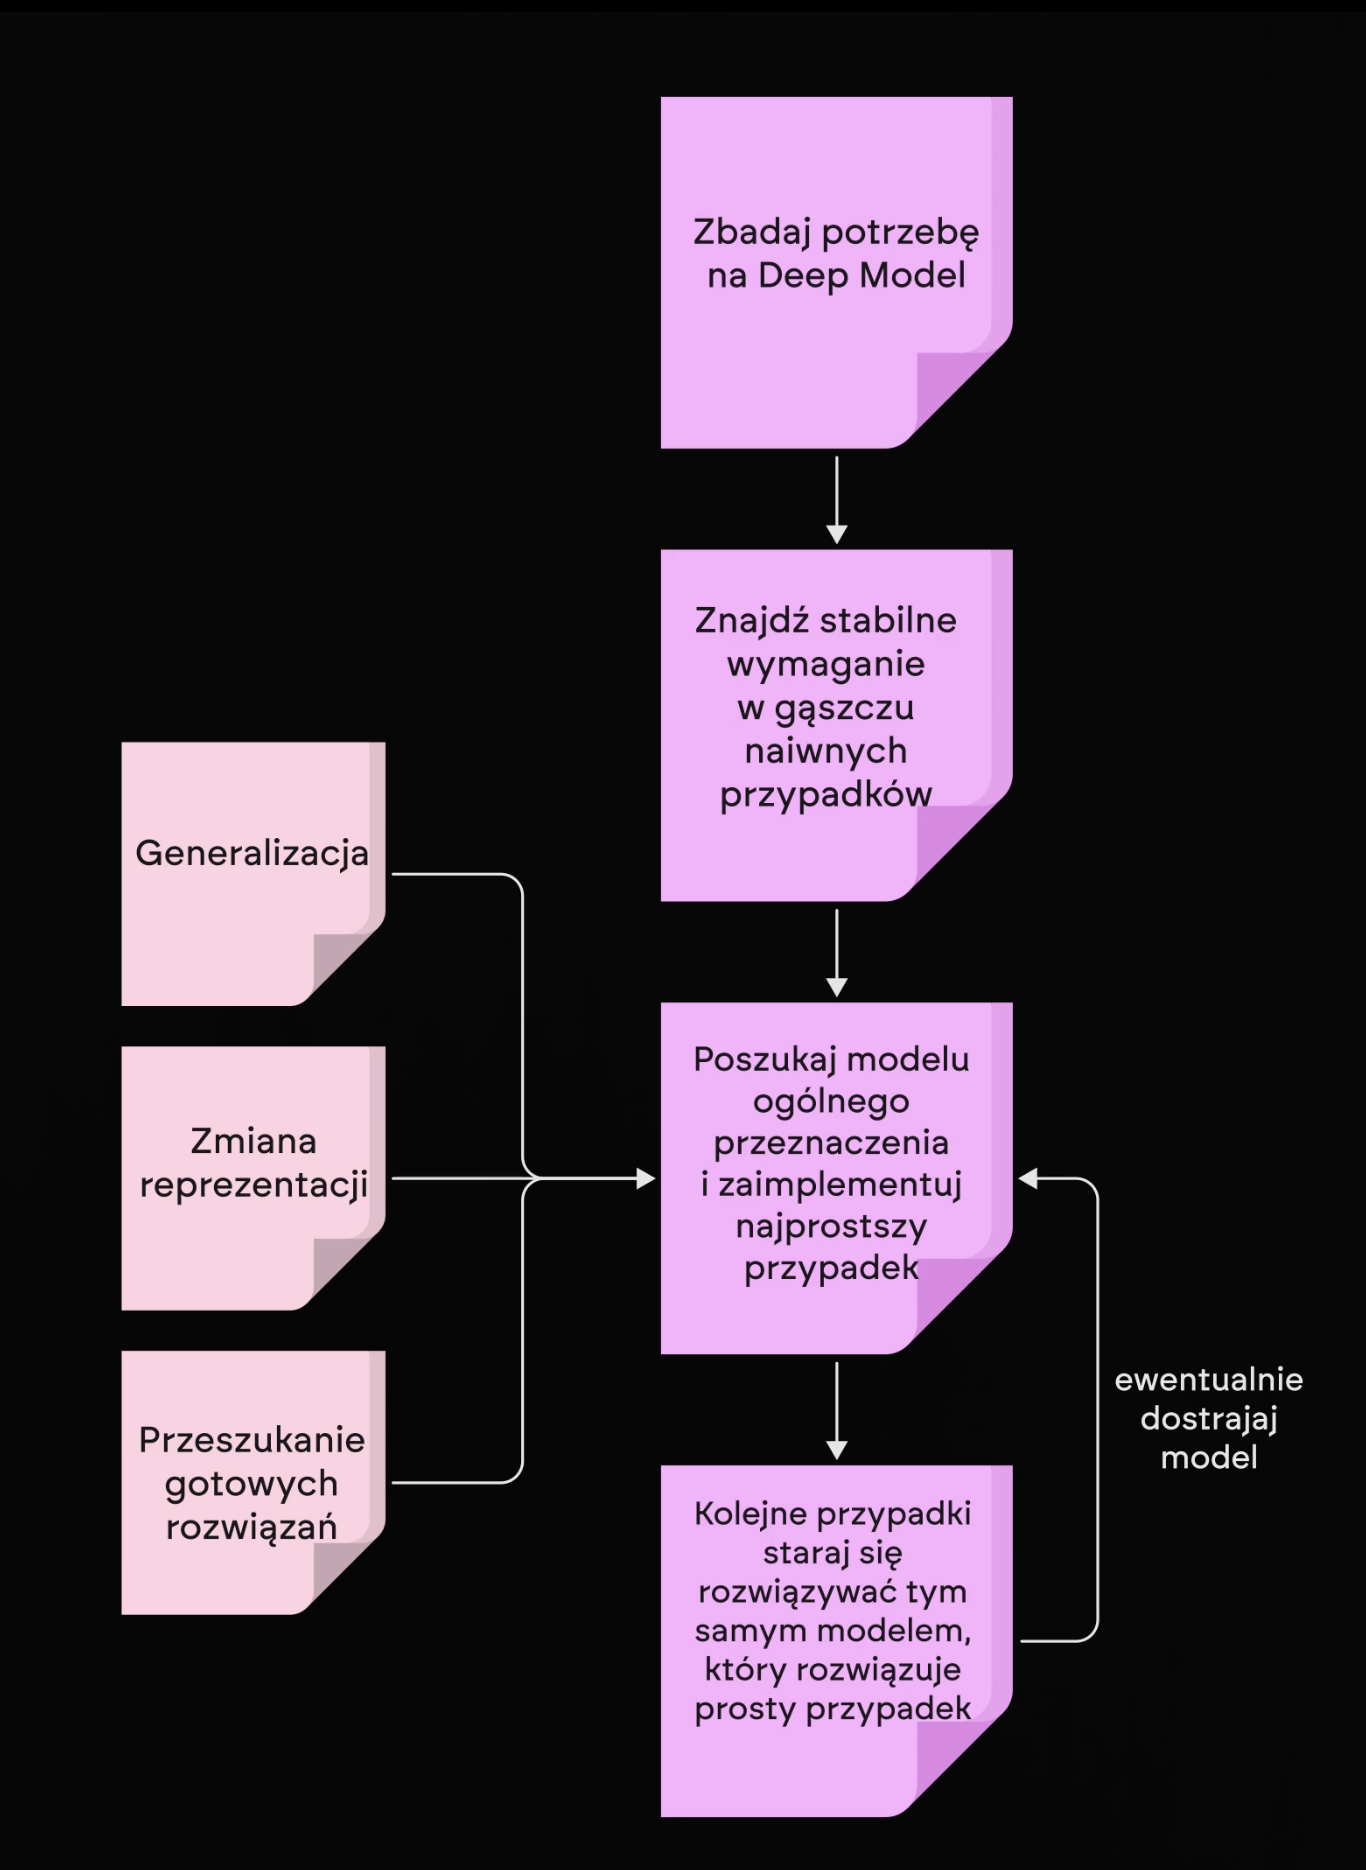 Zbadaj potrzebę
na Deep Model
Znajdź stabilne
wymaganie
w gąszczu
naiwnych
przypadków
Generalizacja
Zmiana
reprezentacji
Przeszukanie
gotowych
rozwiązań
Poszukaj modelu
ogólnego
przeznaczenia
i zaimplementuj
najprostszy
przypadek
ewentualnie
dostrajaj
model
Kolejne przypadki
staraj się
rozwiązywać tym
samym modelem,
który rozwiązuje
prosty przypadek